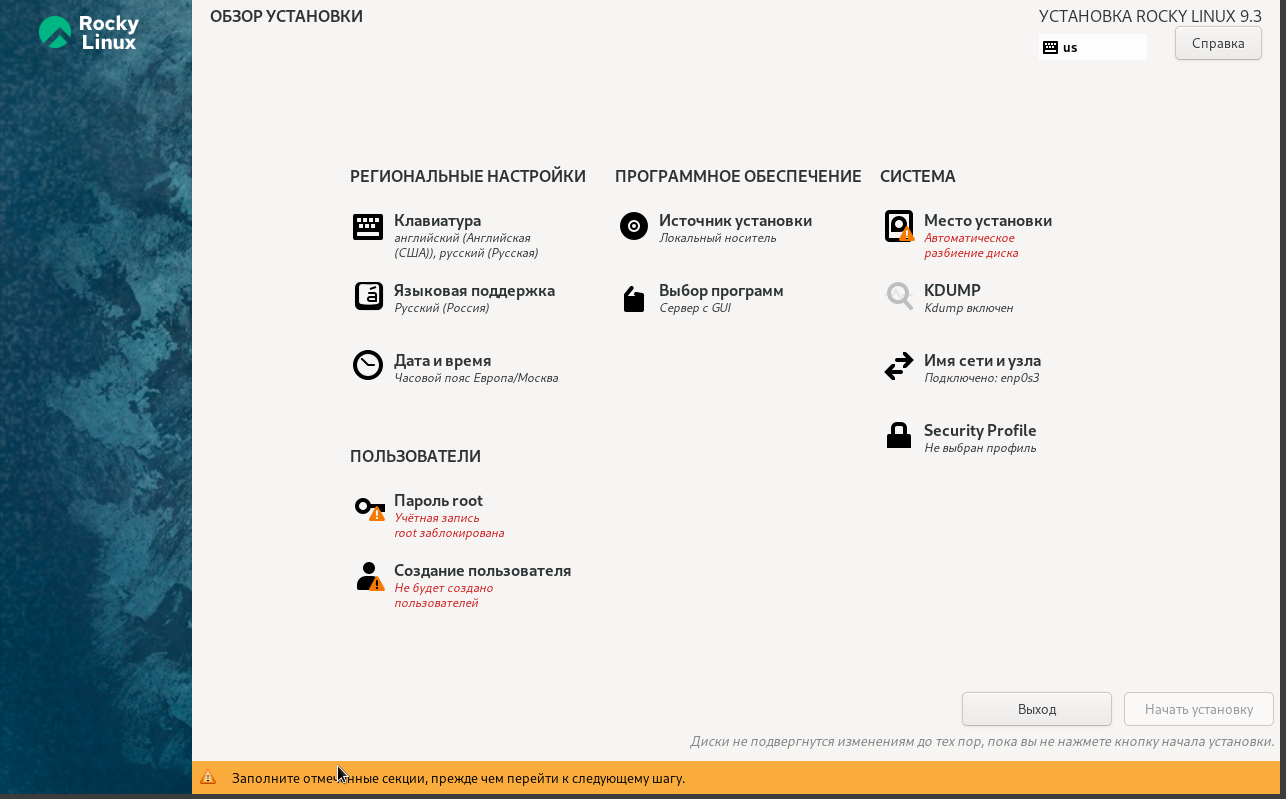 Rocky
Linux
ОБЗОР УСТАНОВКИ
УСТАНОВКА ROCKY LINUX 9.3
us
Справка
РЕГИОНАЛЬНЫЕ НАСТРОЙКИ
Клавиатура
английский (Английская
(США)), русский (Русская)
Языковая поддержка
Русский (Россия)
Дата и время
Часовой пояс Европа/Москва
ПРОГРАММНОЕ ОБЕСПЕЧЕНИЕ
Источник установки
Локальный носитель
Выбор программ
Сервер с GUI
СИСТЕМА
Место установки
Автоматическое
разбиение диска
KDUMP
Kdump включен
Имя сети и узла
Подключено: enp0s3
Security Profile
Не выбран профиль
ПОЛЬЗОВАТЕЛИ
Пароль root
Учётная запись
root заблокирована
Создание пользователя
Не будет создано
пользователей
Выход
Начать установку
Диски не подвергнутся изменениям до тех пор, пока вы не нажмете кнопку начала установки.
Заполните отмеченные секции, прежде чем перейти к следующему шагу.